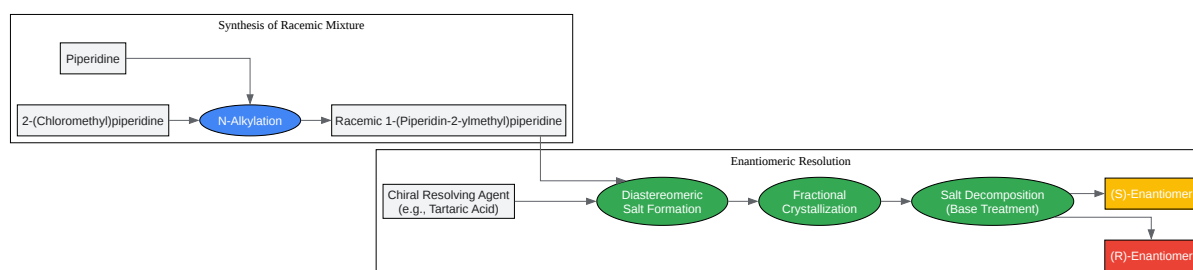 Synthesis of Racemic Mixture
Piperidine
2-(Chloromethyl)piperidine
N-Alkylation
Racemic 1-(Piperidin-2-ylmethyl)piperidine
Enantiomeric Resolution
Chiral Resolving Agent
(e.g., Tartaric Acid)
Diastereomeric
Salt Formation
Fractional
Crystallization
Salt Decomposition
(Base Treatment)
(S)-Enantiomer
(R)-Enantiomer